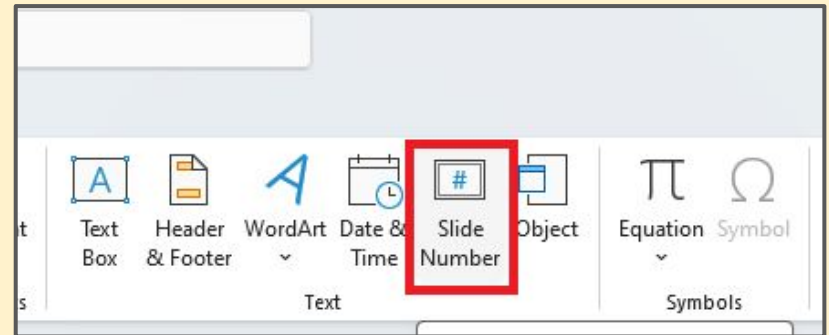 A
A
#
π
Ω
t
Text Box
Header & Footer
WordArt
Date & Time
Slide Number
Object
Equation
Symbol
s
Text
Symbols